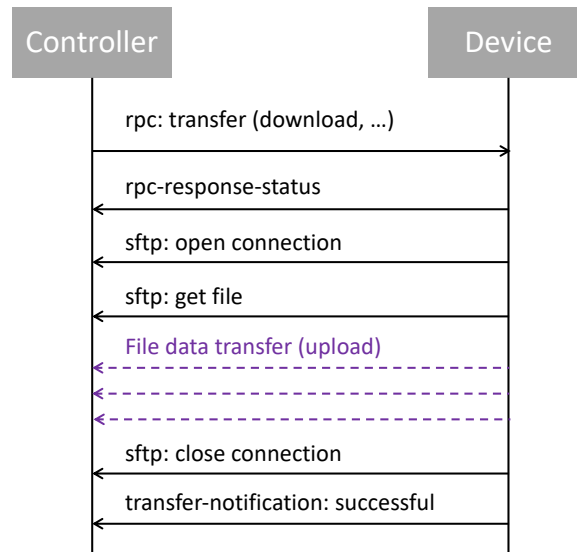 Controller
Device
rpc: transfer (download, …)
rpc-response-status
sftp: open connection
sftp: get file
File data transfer (upload)
sftp: close connection
transfer-notification: successful